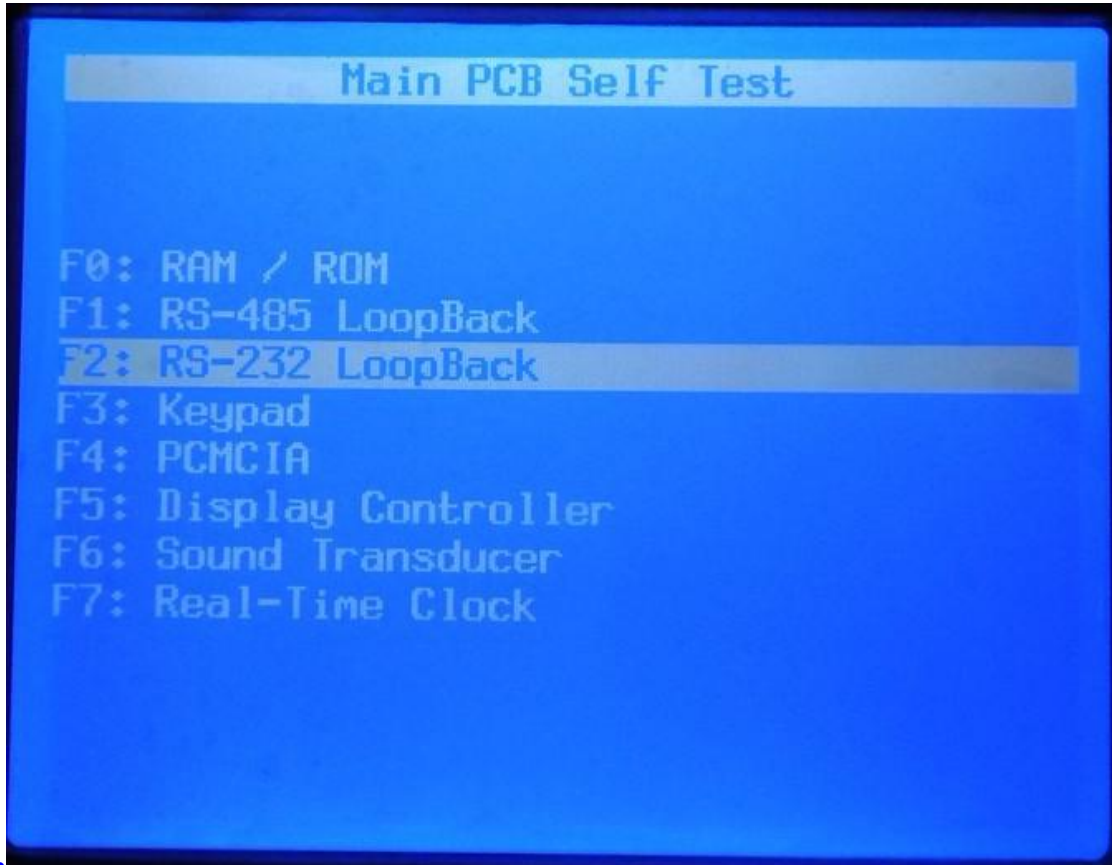 Main PCB Self Test
F0: RAM / ROM
F1: RS-485 LoopBack
F2: RS-232 LoopBack
F3: Keypad
F4: PCMCIA
F5: Display Controller
F6: Sound Transducer
F7: Real-Time Clock